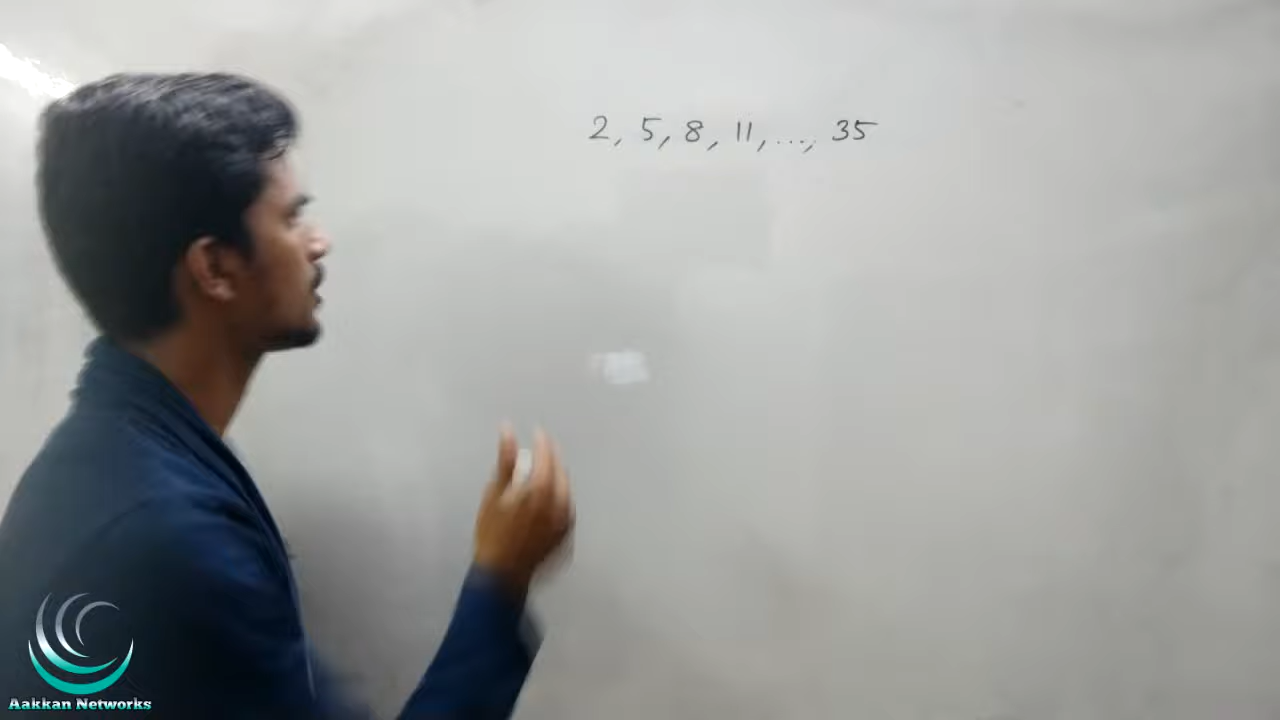 2, 5, 8, 11, ..., 35
Aakkan Networks